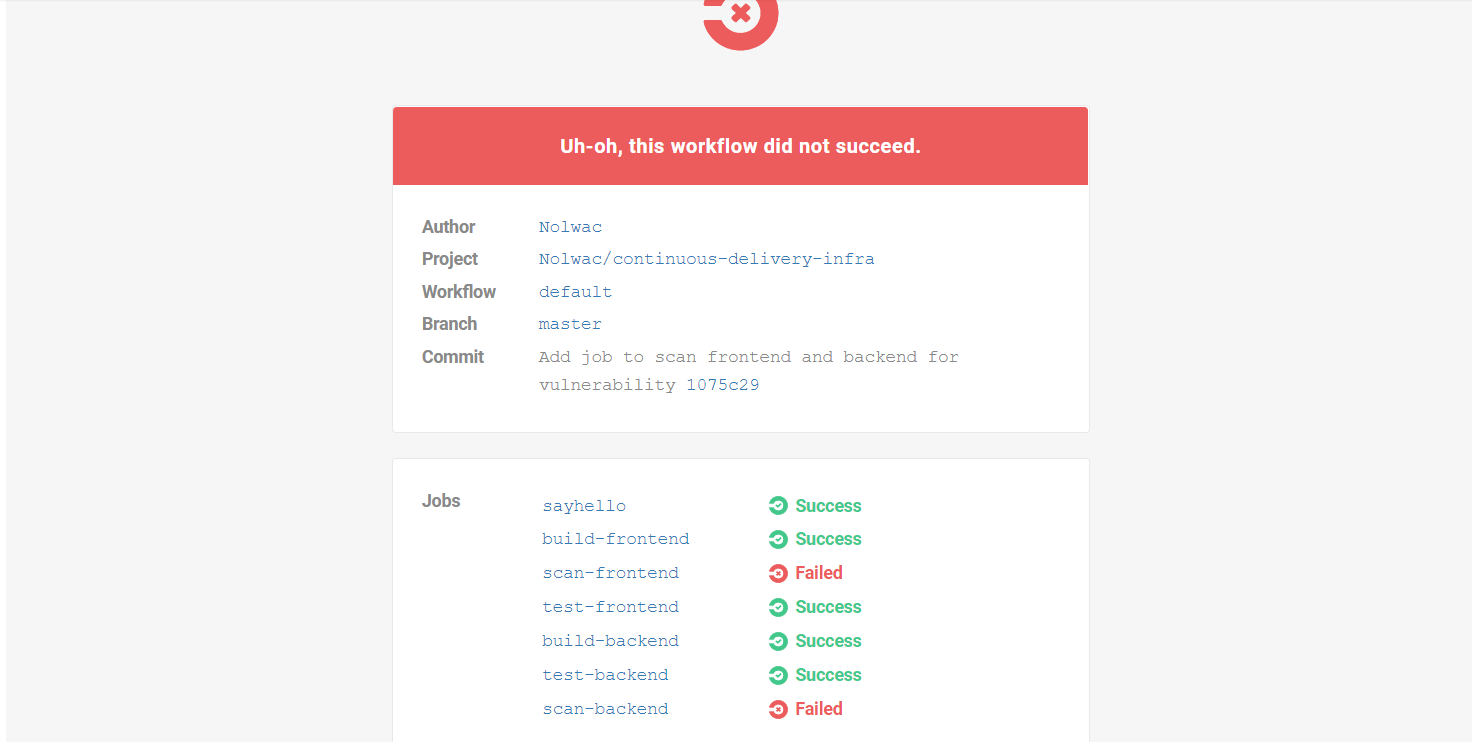 Uh-oh, this workflow did not succeed.
Author Nolwac
Project Nolwac/continuous-delivery-infra
Workflow default
Branch master
Commit Add job to scan frontend and backend for
vulnerability 1075c29
Jobs sayhello Success
build-frontend Success
scan-frontend Failed
test-frontend Success
build-backend Success
test-backend Success
scan-backend Failed